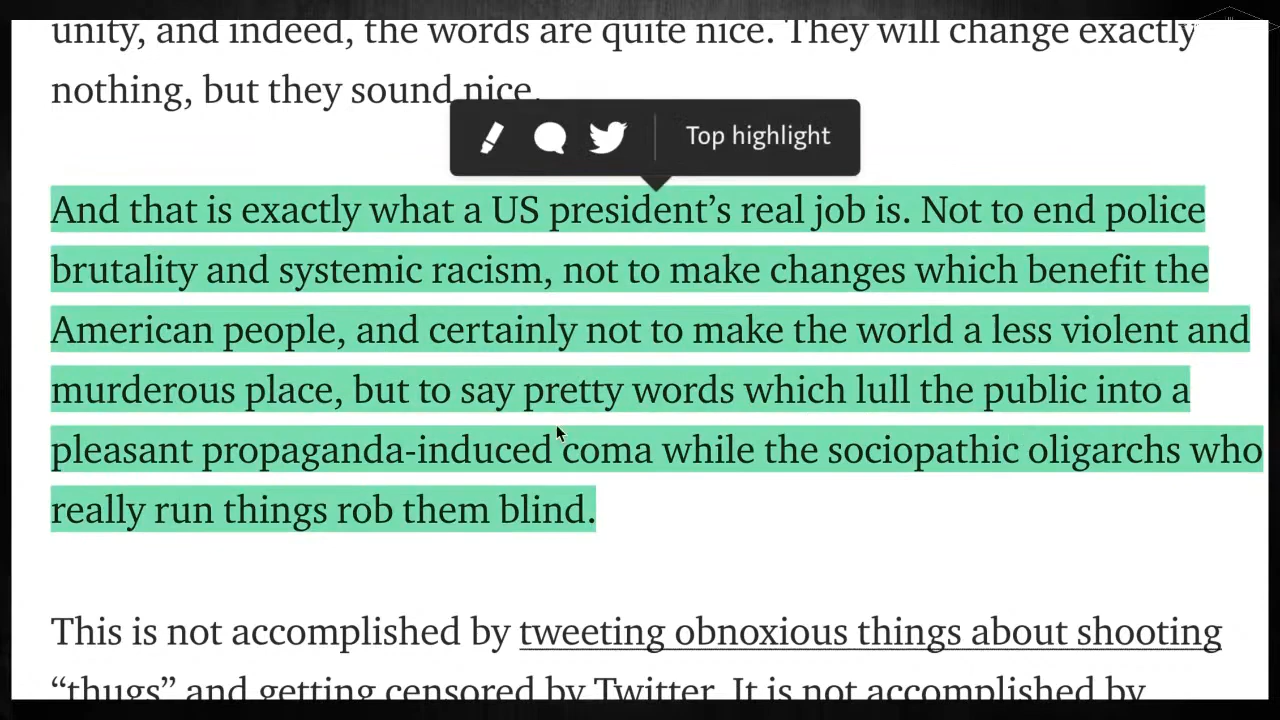 unity, and indeed, the words are quite nice. They will change exactly
nothing, but they sound nice.
Top highlight
And that is exactly what a US president’s real job is. Not to end police
brutality and systemic racism, not to make changes which benefit the
American people, and certainly not to make the world a less violent and
murderous place, but to say pretty words which lull the public into a
pleasant propaganda-induced coma while the sociopathic oligarchs who
really run things rob them blind.
This is not accomplished by tweeting obnoxious things about shooting
“thugs” and getting censored by Twitter. It is not accomplished by